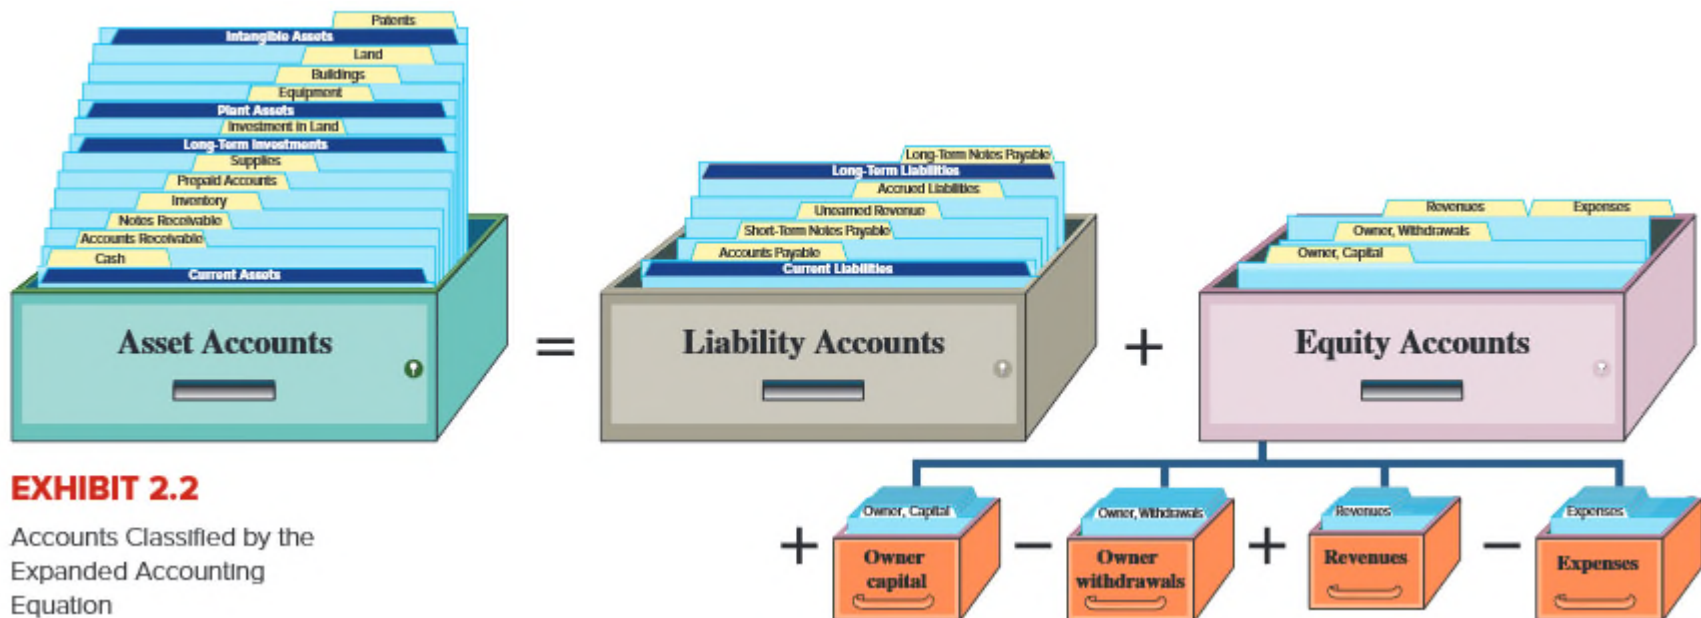 Patents
Intangible Assets
Land
Buildings
Equipment
Plant Assets
Investment in Land
Long-Term Investments
Supplies
Prepaid Accounts
Inventory
Notes Receivable
Accounts Receivable
Cash
Current Assets
Asset Accounts
=
Long-Term Notes Payable
Long-Term Liabilities
Accrued Liabilities
Unearned Revenue
Short-Term Notes Payable
Accounts Payable
Current Liabilities
Liability Accounts
+
Revenues Expenses
Owner, Withdrawals
Owner, Capital
Equity Accounts
EXHIBIT 2.2
Accounts Classified by the
Expanded Accounting
Equation
+
Owner, Capital
Owner
capital
−
Owner, Withdrawals
Owner
withdrawals
+
Revenues
Revenues
−
Expenses
Expenses